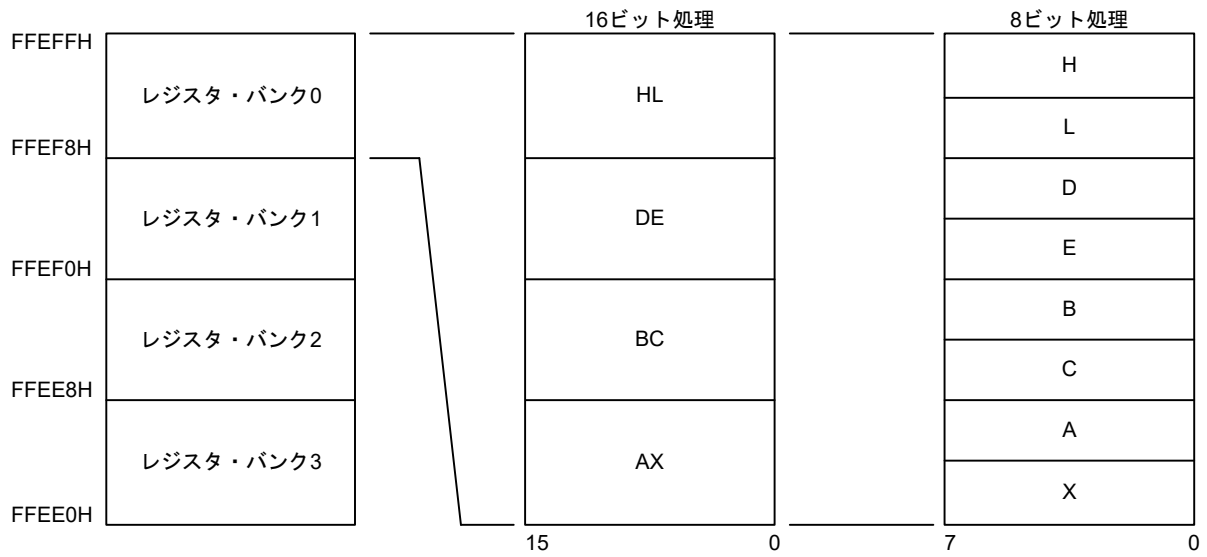 16ビット処理
8ビット処理
FFEFFH
レジスタ・バンク0
HL
H
L
FFEF8H
レジスタ・バンク1
DE
D
E
FFEF0H
レジスタ・バンク2
BC
B
C
FFEE8H
レジスタ・バンク3
AX
A
X
FFEE0H
15 0
7 0